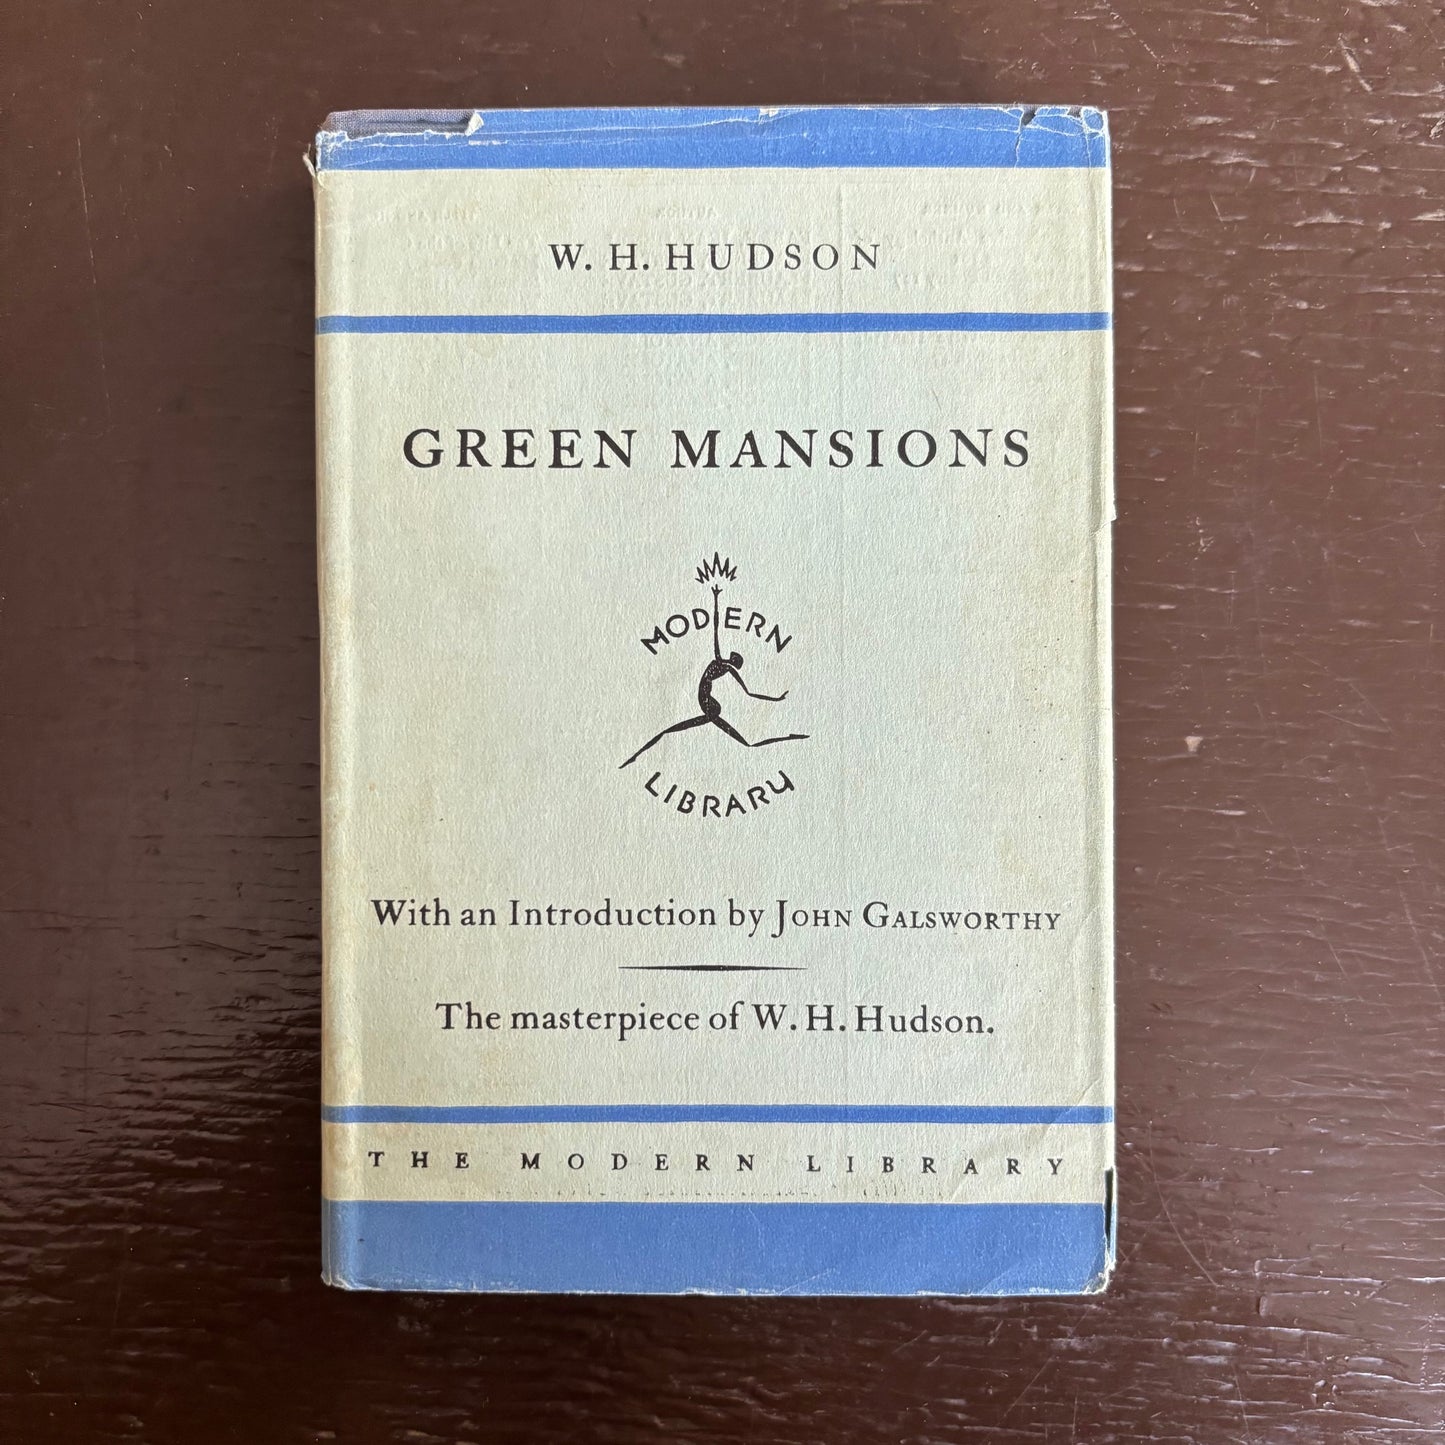 W. H. HUDSON
GREEN MANSIONS
MODERN
LIBRARY
With an Introduction by JOHN GALSWORTHY
The masterpiece of W. H. Hudson.
THE MODERN LIBRARY